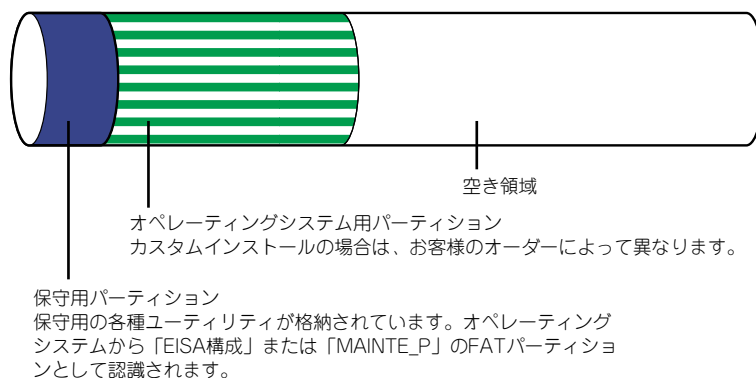 空き領域
オペレーティングシステム用パーティション
カスタムインストールの場合は、お客様のオーダーによって異なります。
保守用パーティション
保守用の各種ユーティリティが格納されています。オペレーティング
システムから「EISA構成」または「MAINTE_P」のFATパーティショ
ンとして認識されます。